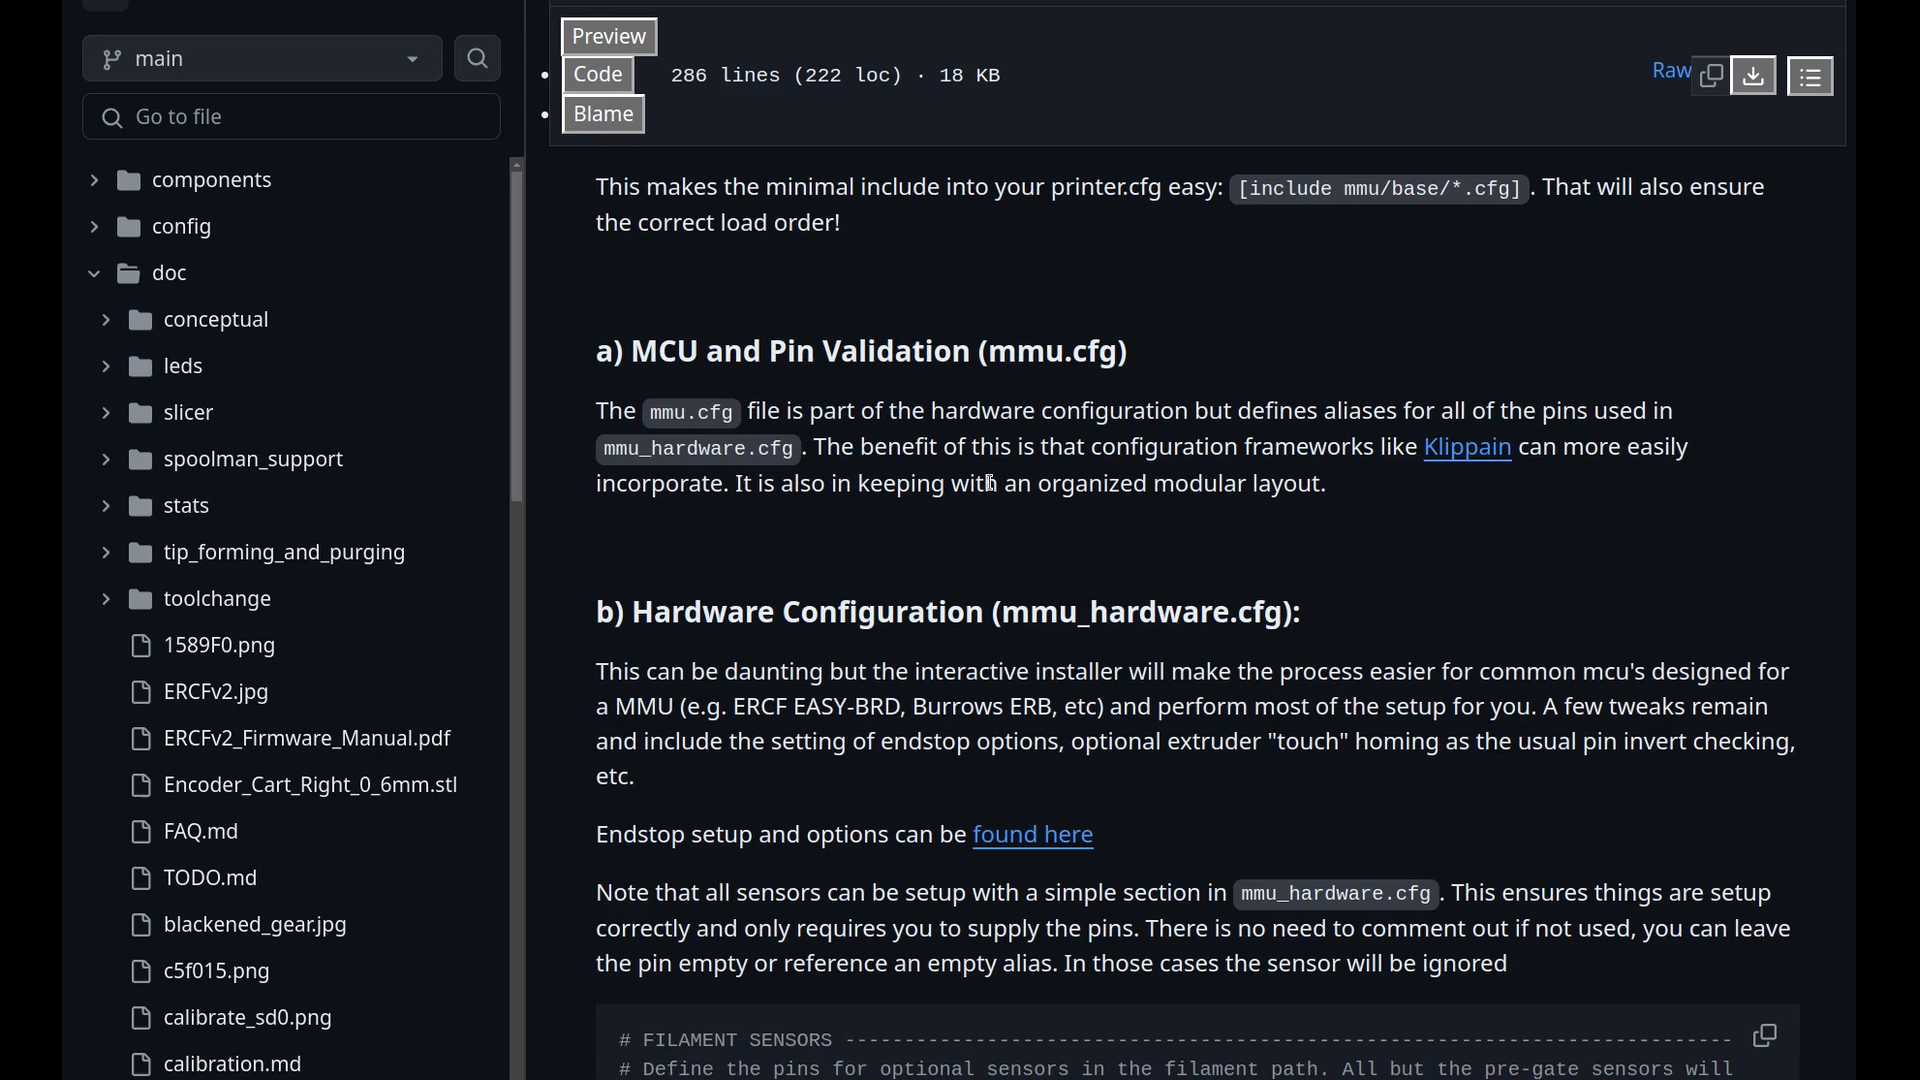 main
Go to file
components
config
doc
conceptual
leds
slicer
spoolman_support
stats
tip_forming_and_purging
toolchange
1589F0.png
ERCFv2.jpg
ERCFv2_Firmware_Manual.pdf
Encoder_Cart_Right_0_6mm.stl
FAQ.md
TODO.md
blackened_gear.jpg
c5f015.png
calibrate_sd0.png
calibration.md
Preview
Code
Blame
286 lines (222 loc) · 18 KB
Raw
This makes the minimal include into your printer.cfg easy: [include mmu/base/*.cfg]. That will also ensure
the correct load order!
a) MCU and Pin Validation (mmu.cfg)
The mmu.cfg file is part of the hardware configuration but defines aliases for all of the pins used in
mmu_hardware.cfg. The benefit of this is that configuration frameworks like Klippain can more easily
incorporate. It is also in keeping with an organized modular layout.
b) Hardware Configuration (mmu_hardware.cfg):
This can be daunting but the interactive installer will make the process easier for common mcu's designed for
a MMU (e.g. ERCF EASY-BRD, Burrows ERB, etc) and perform most of the setup for you. A few tweaks remain
and include the setting of endstop options, optional extruder "touch" homing as the usual pin invert checking,
etc.
Endstop setup and options can be found here
Note that all sensors can be setup with a simple section in mmu_hardware.cfg. This ensures things are setup
correctly and only requires you to supply the pins. There is no need to comment out if not used, you can leave
the pin empty or reference an empty alias. In those cases the sensor will be ignored
# FILAMENT SENSORS ---------------------------------------------------------------------------
# Define the pins for optional sensors in the filament path. All but the pre-gate sensors will